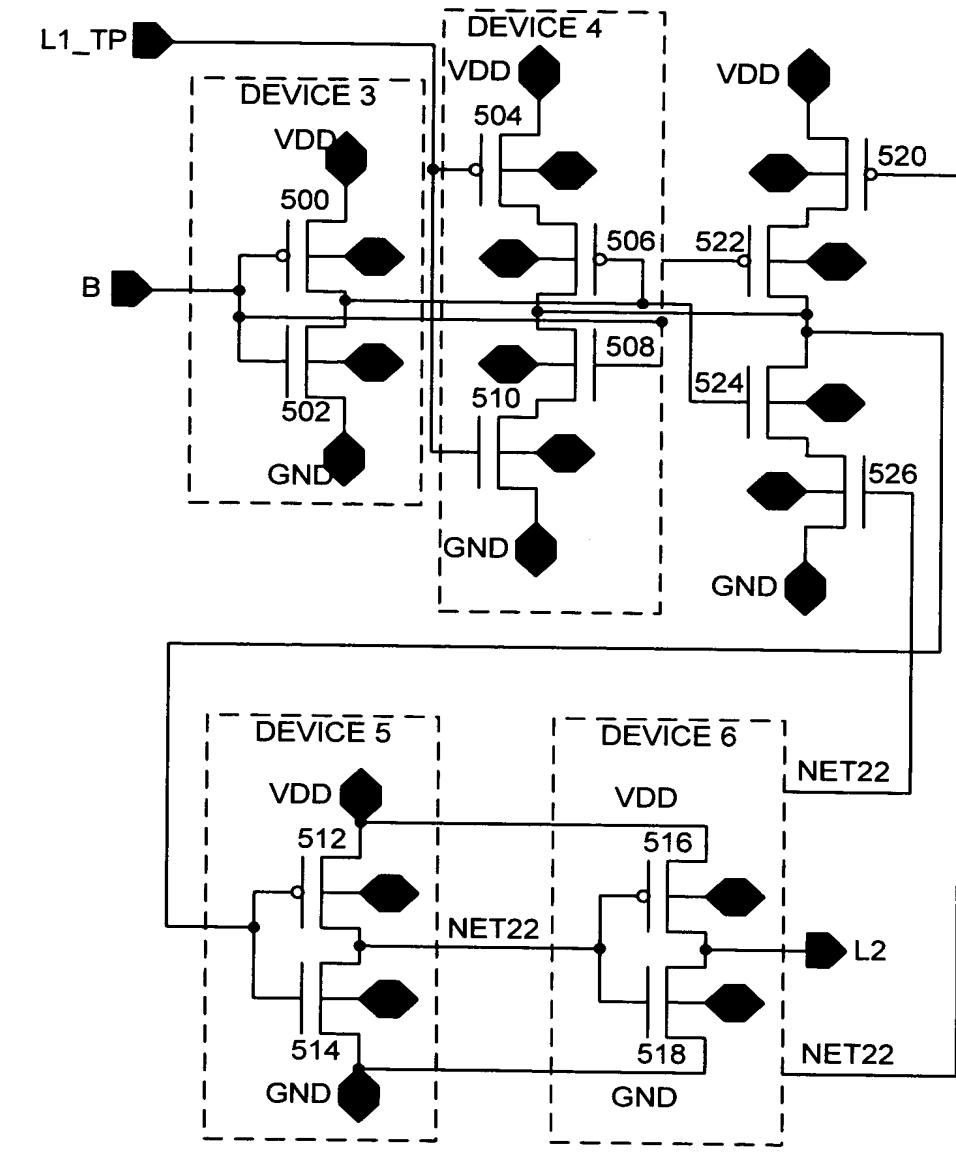 L1_TP
DEVICE 4
VDD
VDD
DEVICE 3
504
520
VDD
500
506
522
B
508
524
510
502
526
GND
GND
GND
DEVICE 5
DEVICE 6
NET22
VDD
VDD
512
516
NET22
L2
514
518
NET22
GND
GND